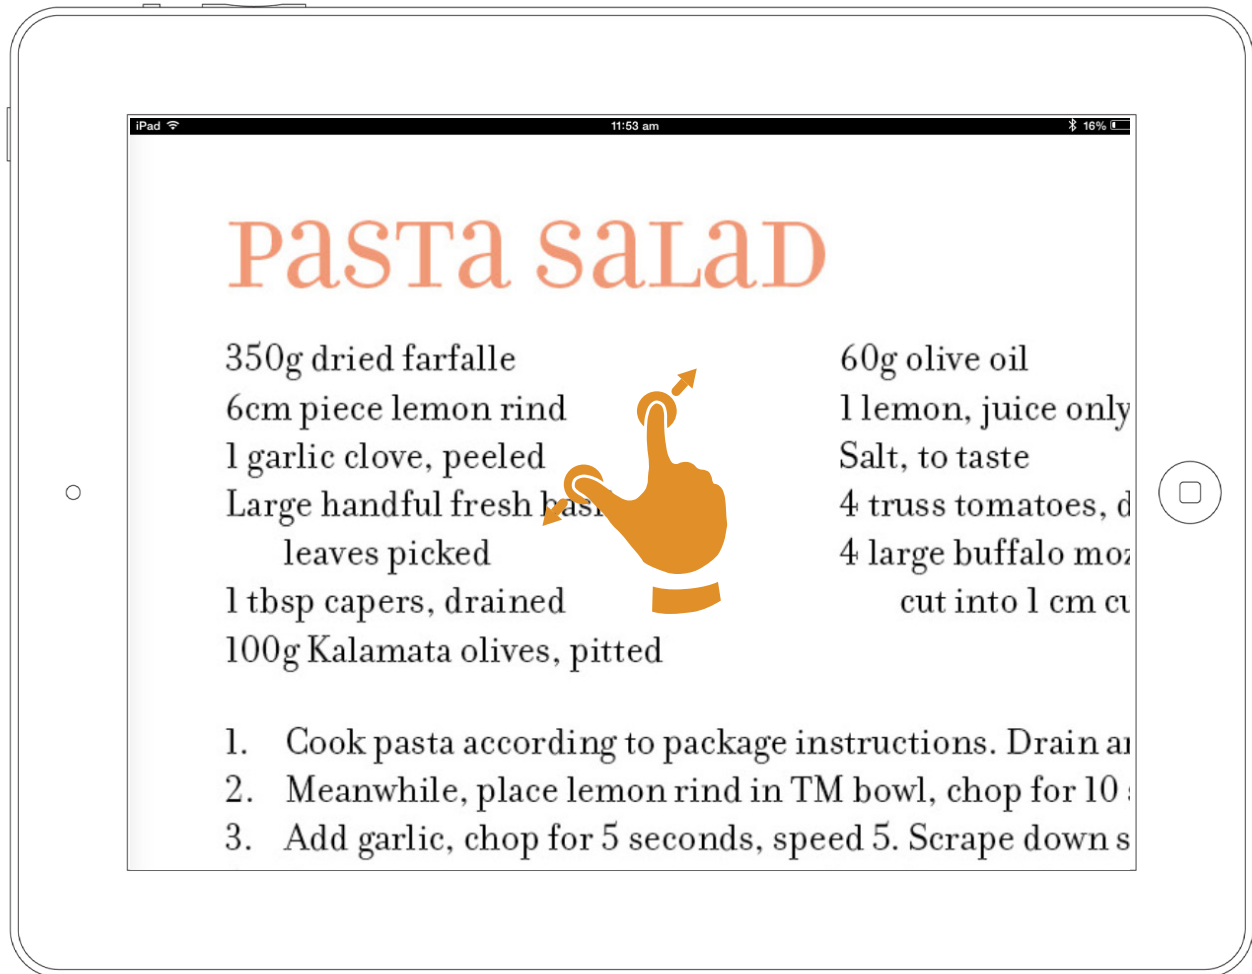 iPad 11:53 am 16%
Pasta Salad
350g dried farfalle
6cm piece lemon rind
1 garlic clove, peeled
Large handful fresh
leaves picked
1 tbsp capers, drained
100g Kalamata olives, pitted
60g olive oil
1 lemon, juice only
Salt, to taste
4 truss tomatoes, d
4 large buffalo moz
cut into 1 cm cu
1. Cook pasta according to package instructions. Drain
2. Meanwhile, place lemon rind in TM bowl, chop for 10
3. Add garlic, chop for 5 seconds, speed 5. Scrape down s